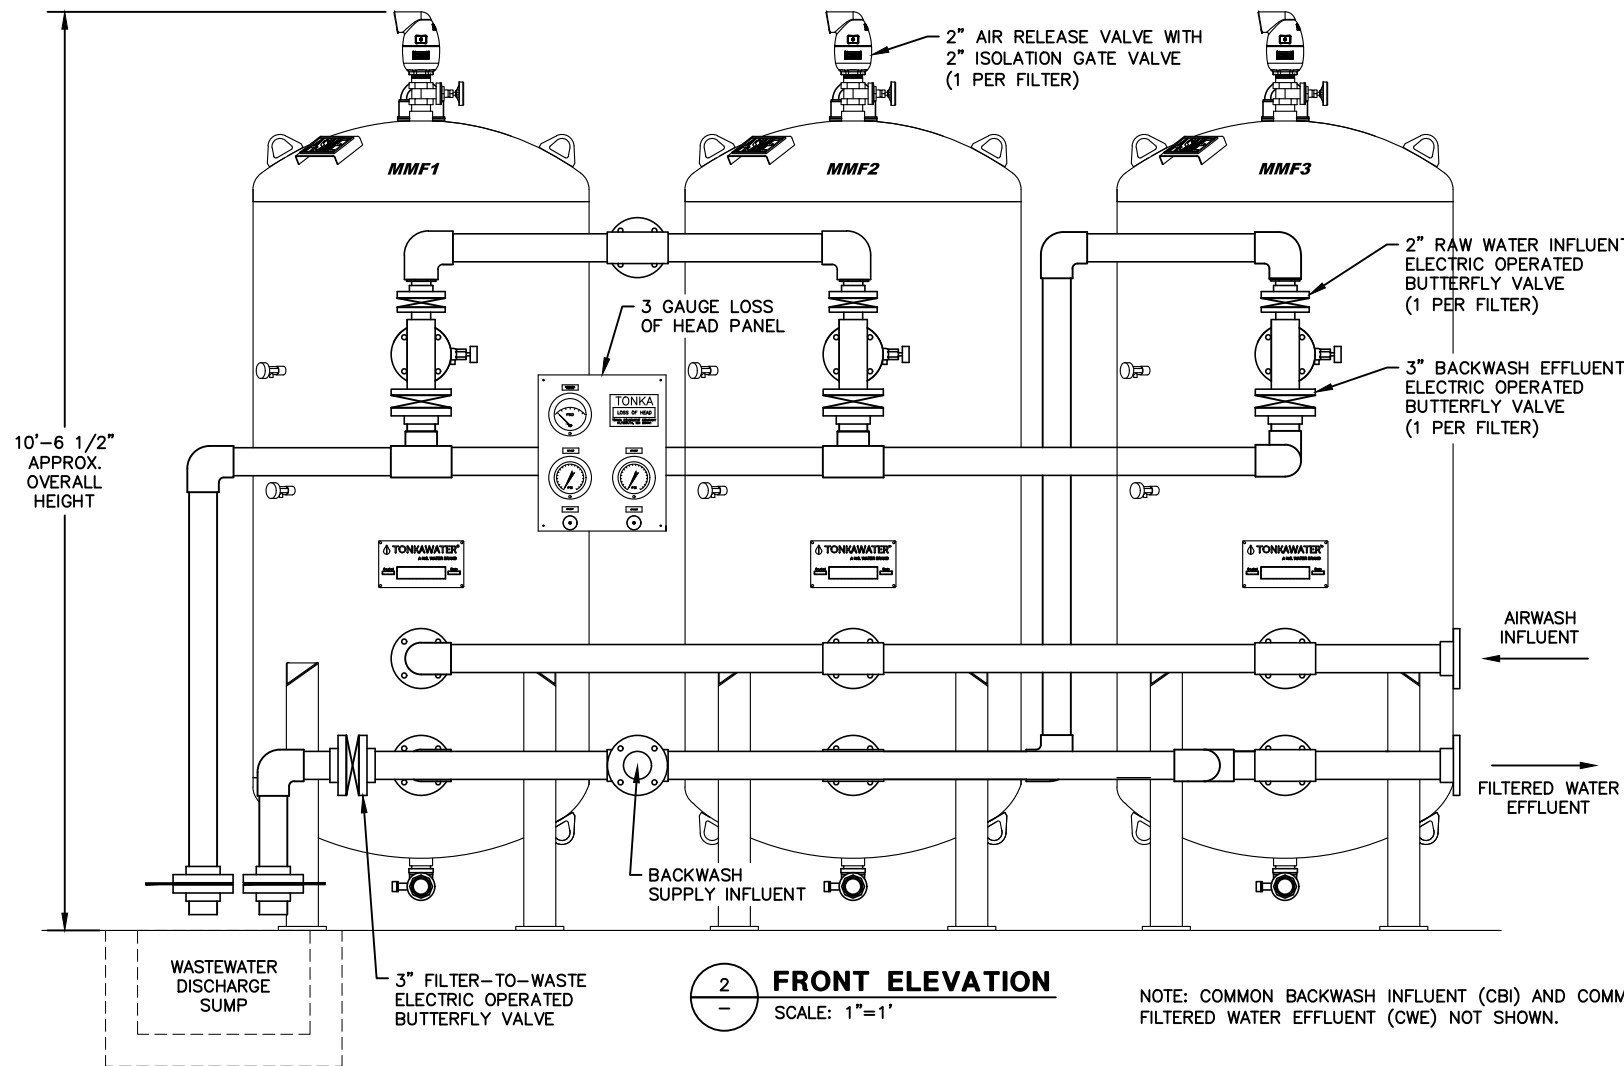 2" AIR RELEASE VALVE WITH
2" ISOLATION GATE VALVE
(1 PER FILTER)
MMF1
MMF2
MMF3
2" RAW WATER INFLUENT
ELECTRIC OPERATED
BUTTERFLY VALVE
(1 PER FILTER)
3 GAUGE LOSS
OF HEAD PANEL
3" BACKWASH EFFLUENT
ELECTRIC OPERATED
BUTTERFLY VALVE
(1 PER FILTER)
TONKA
LOSS OF HEAD
10'-6 1/2"
APPROX.
OVERALL
HEIGHT
TONKAWATER
TONKAWATER
TONKAWATER
AIRWASH
INFLUENT
FILTERED WATER
EFFLUENT
BACKWASH
SUPPLY INFLUENT
WASTEWATER
DISCHARGE
SUMP
3" FILTER-TO-WASTE
ELECTRIC OPERATED
BUTTERFLY VALVE
2
-
FRONT ELEVATION
SCALE: 1"=1'
NOTE: COMMON BACKWASH INFLUENT (CBI) AND COMM
FILTERED WATER EFFLUENT (CWE) NOT SHOWN.